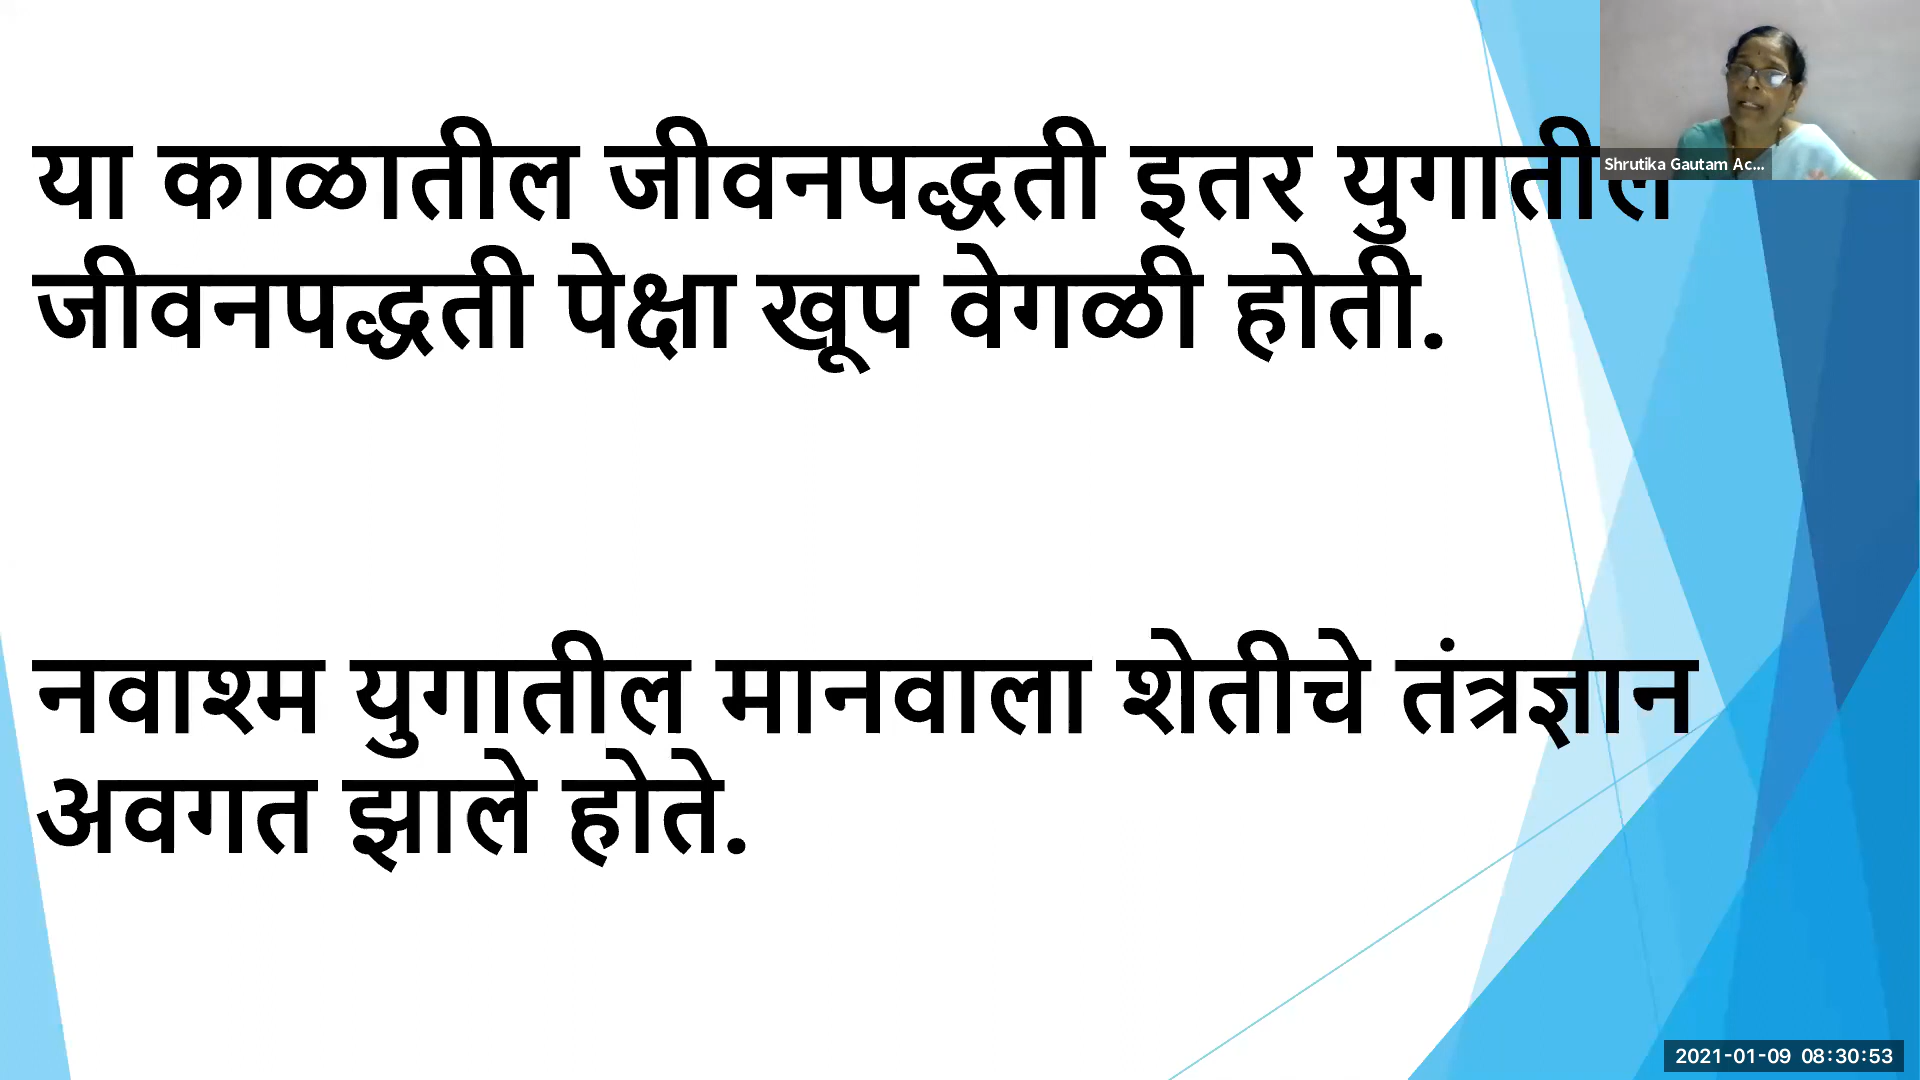 या काळातील जीवनपद्धती इतर युगातील
जीवनपद्धती पेक्षा खूप वेगळी होती.
नवाश्म युगातील मानवाला शेतीचे तंत्रज्ञान
अवगत झाले होते.
Shrutika Gautam Ac...
2021-01-09 08:30:53